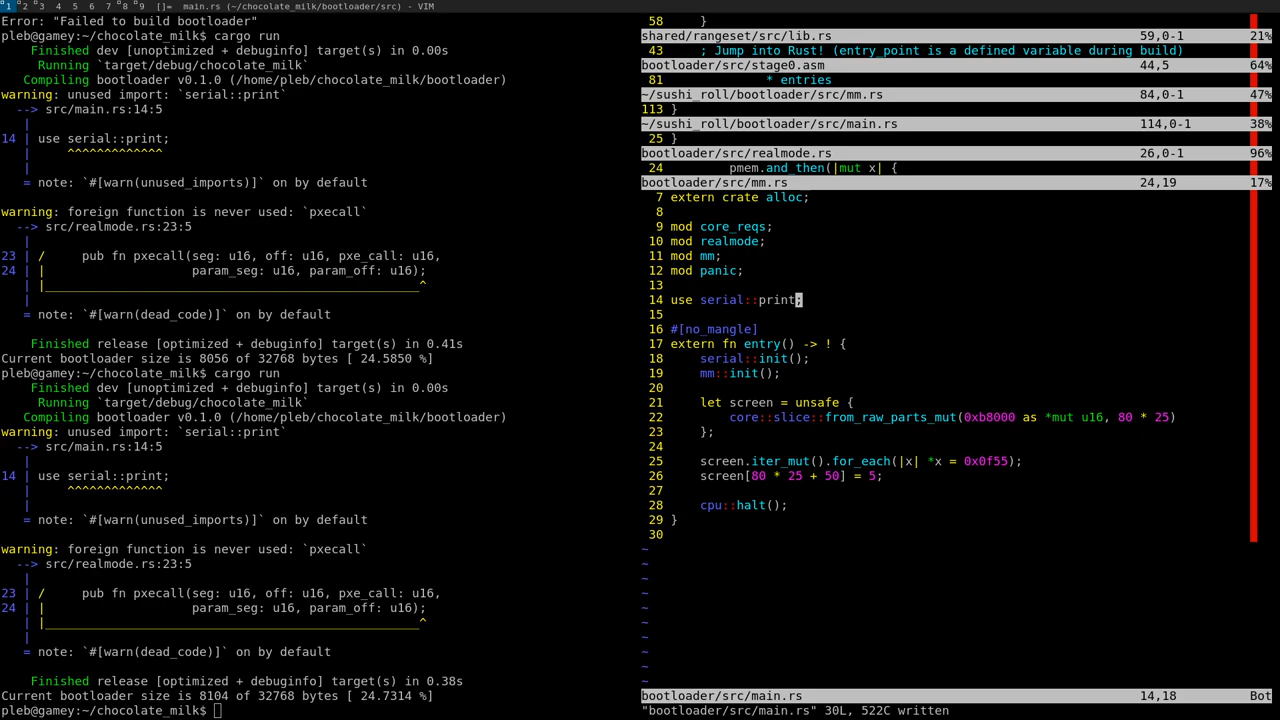 1 2 3 4 5 6 7 8 9 []= main.rs (~/chocolate_milk/bootloader/src) - VIM
Error: "Failed to build bootloader"
pleb@gamey:~/chocolate_milk$ cargo run
    Finished dev [unoptimized + debuginfo] target(s) in 0.00s
     Running `target/debug/chocolate_milk`
   Compiling bootloader v0.1.0 (/home/pleb/chocolate_milk/bootloader)
warning: unused import: `serial::print`
  --> src/main.rs:14:5
   |
14 | use serial::print;
   |     ^^^^^^^^^^^^^
   |
   = note: `#[warn(unused_imports)]` on by default

warning: foreign function is never used: `pxecall`
  --> src/realmode.rs:23:5
   |
23 | /     pub fn pxecall(seg: u16, off: u16, pxe_call: u16,
24 | |                    param_seg: u16, param_off: u16);
   | |___________________________________________________^
   |
   = note: `#[warn(dead_code)]` on by default

    Finished release [optimized + debuginfo] target(s) in 0.41s
Current bootloader size is 8056 of 32768 bytes [ 24.5850 %]
pleb@gamey:~/chocolate_milk$ cargo run
    Finished dev [unoptimized + debuginfo] target(s) in 0.00s
     Running `target/debug/chocolate_milk`
   Compiling bootloader v0.1.0 (/home/pleb/chocolate_milk/bootloader)
warning: unused import: `serial::print`
  --> src/main.rs:14:5
   |
14 | use serial::print;
   |     ^^^^^^^^^^^^^
   |
   = note: `#[warn(unused_imports)]` on by default

warning: foreign function is never used: `pxecall`
  --> src/realmode.rs:23:5
   |
23 | /     pub fn pxecall(seg: u16, off: u16, pxe_call: u16,
24 | |                    param_seg: u16, param_off: u16);
   | |___________________________________________________^
   |
   = note: `#[warn(dead_code)]` on by default

    Finished release [optimized + debuginfo] target(s) in 0.38s
Current bootloader size is 8104 of 32768 bytes [ 24.7314 %]
pleb@gamey:~/chocolate_milk$
 58     }
shared/rangeset/src/lib.rs 59,0-1 21%
 43     ; Jump into Rust! (entry_point is a defined variable during build)
bootloader/src/stage0.asm 44,5 64%
 81              * entries
~/sushi_roll/bootloader/src/mm.rs 84,0-1 47%
113 }
~/sushi_roll/bootloader/src/main.rs 114,0-1 38%
 25 }
bootloader/src/realmode.rs 26,0-1 96%
 24         pmem.and_then(|mut x| {
bootloader/src/mm.rs 24,19 17%
  7 extern crate alloc;
  8
  9 mod core_reqs;
 10 mod realmode;
 11 mod mm;
 12 mod panic;
 13
 14 use serial::print;
 15
 16 #[no_mangle]
 17 extern fn entry() -> ! {
 18     serial::init();
 19     mm::init();
 20
 21     let screen = unsafe {
 22         core::slice::from_raw_parts_mut(0xb8000 as *mut u16, 80 * 25)
 23     };
 24
 25     screen.iter_mut().for_each(|x| *x = 0x0f55);
 26     screen[80 * 25 + 50] = 5;
 27
 28     cpu::halt();
 29 }
 30
~
~
~
~
~
~
~
~
~
~
bootloader/src/main.rs 14,18 Bot
"bootloader/src/main.rs" 30L, 522C written